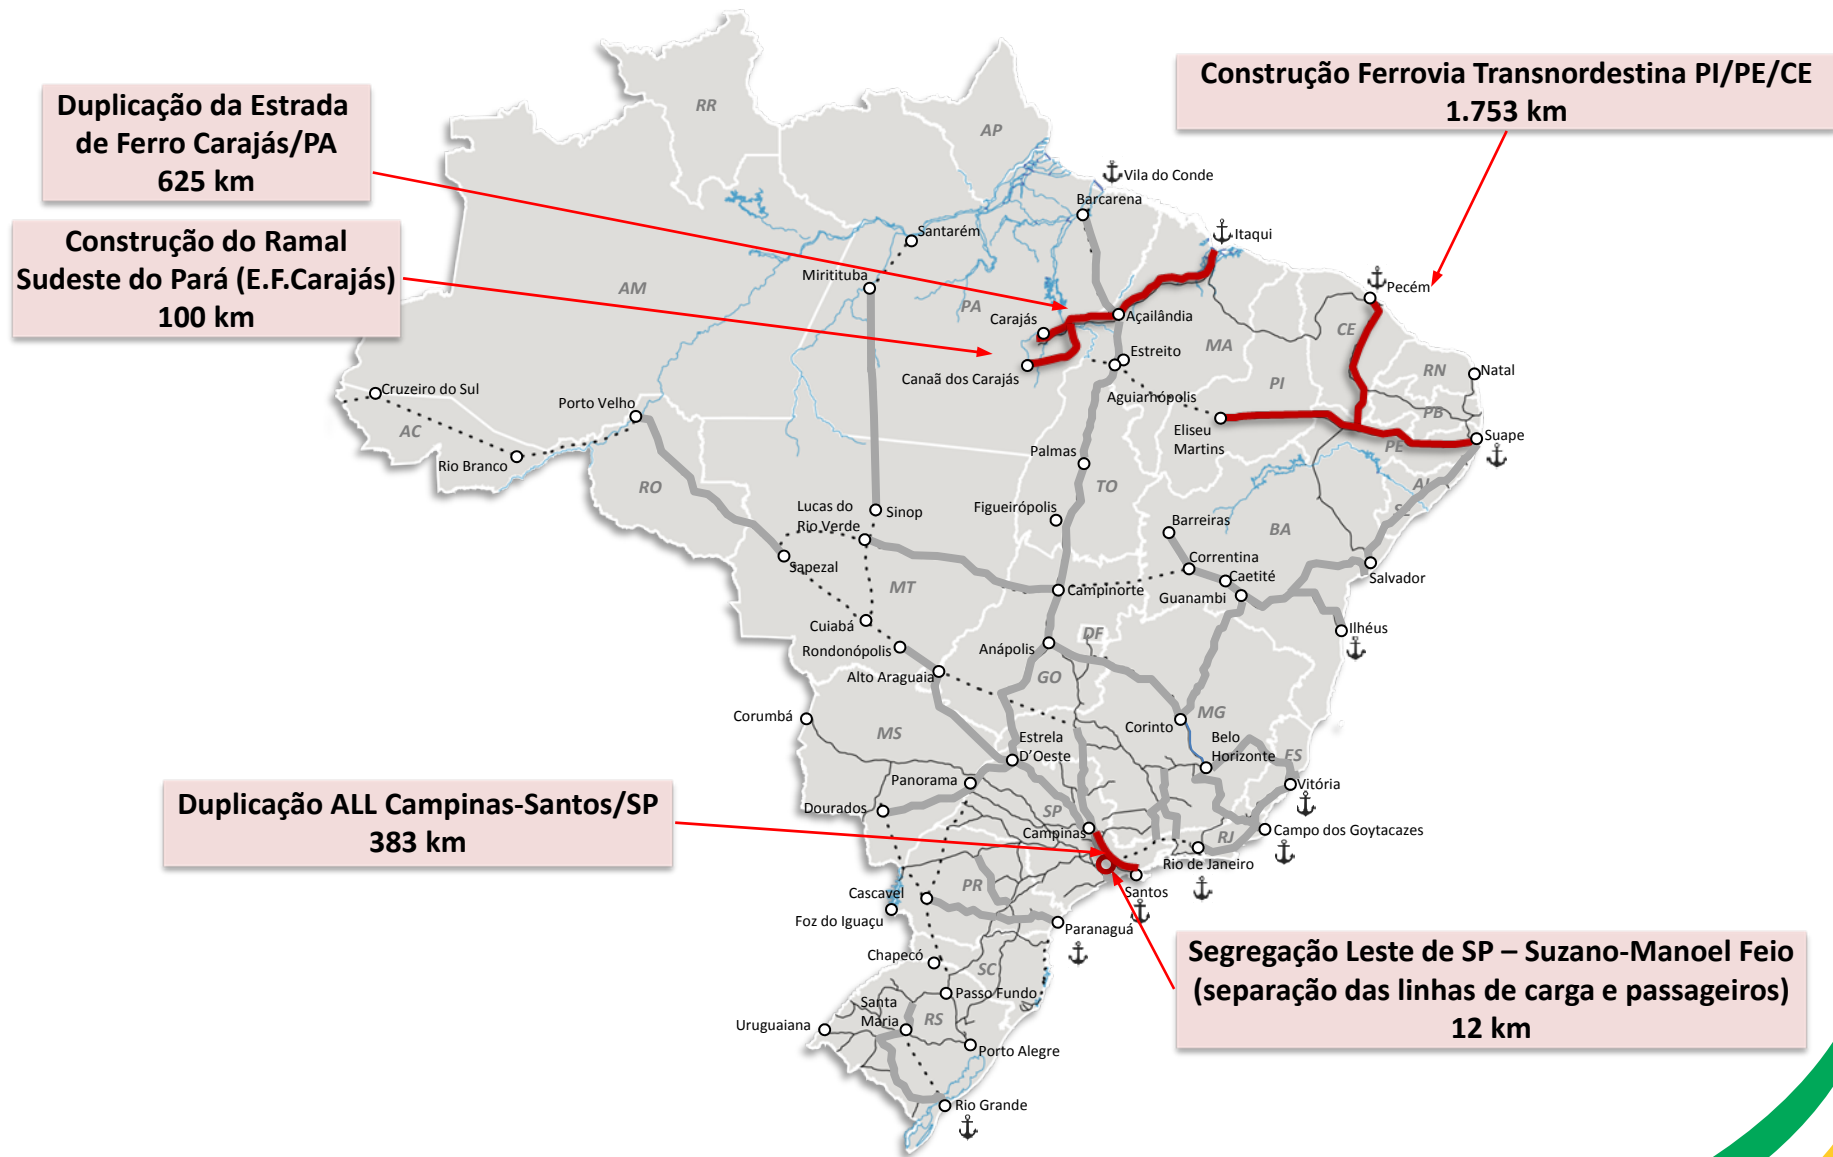 Construção Ferrovia Transnordestina PI/PE/CE
1.753 km
Duplicação da Estrada
de Ferro Carajás/PA
625 km
Construção do Ramal
Sudeste do Pará (E.F.Carajás)
100 km
Duplicação ALL Campinas-Santos/SP
383 km
Segregação Leste de SP – Suzano-Manoel Feio
(separação das linhas de carga e passageiros)
12 km
RR
AP
Vila do Conde
Barcarena
Santarém
Itaqui
Miritituba
AM
PA
Pecém
Carajás
Açailândia
CE
MA
Estreito
Canaã dos Carajás
RN
Natal
PI
Aguiarnópolis
Cruzeiro do Sul
Porto Velho
PB
AC
Eliseu
Martins
Suape
PE
Rio Branco
Palmas
RO
TO
AL
SE
Lucas do
Rio Verde
Sinop
Figueirópolis
Barreiras
BA
Sapezal
Correntina
Caetité
Salvador
MT
Campinorte
Guanambi
Cuiabá
DF
Ilhéus
Rondonópolis
Anápolis
Alto Araguaia
GO
Corumbá
MS
Corinto
MG
Estrela
D’Oeste
Belo
Horizonte
ES
Panorama
Vitória
Dourados
SP
Campinas
RJ
Campo dos Goytacazes
Rio de Janeiro
Cascavel
PR
Santos
Foz do Iguaçu
Paranaguá
Chapecó
SC
Passo Fundo
Santa
Maria
RS
Uruguaiana
Porto Alegre
Rio Grande